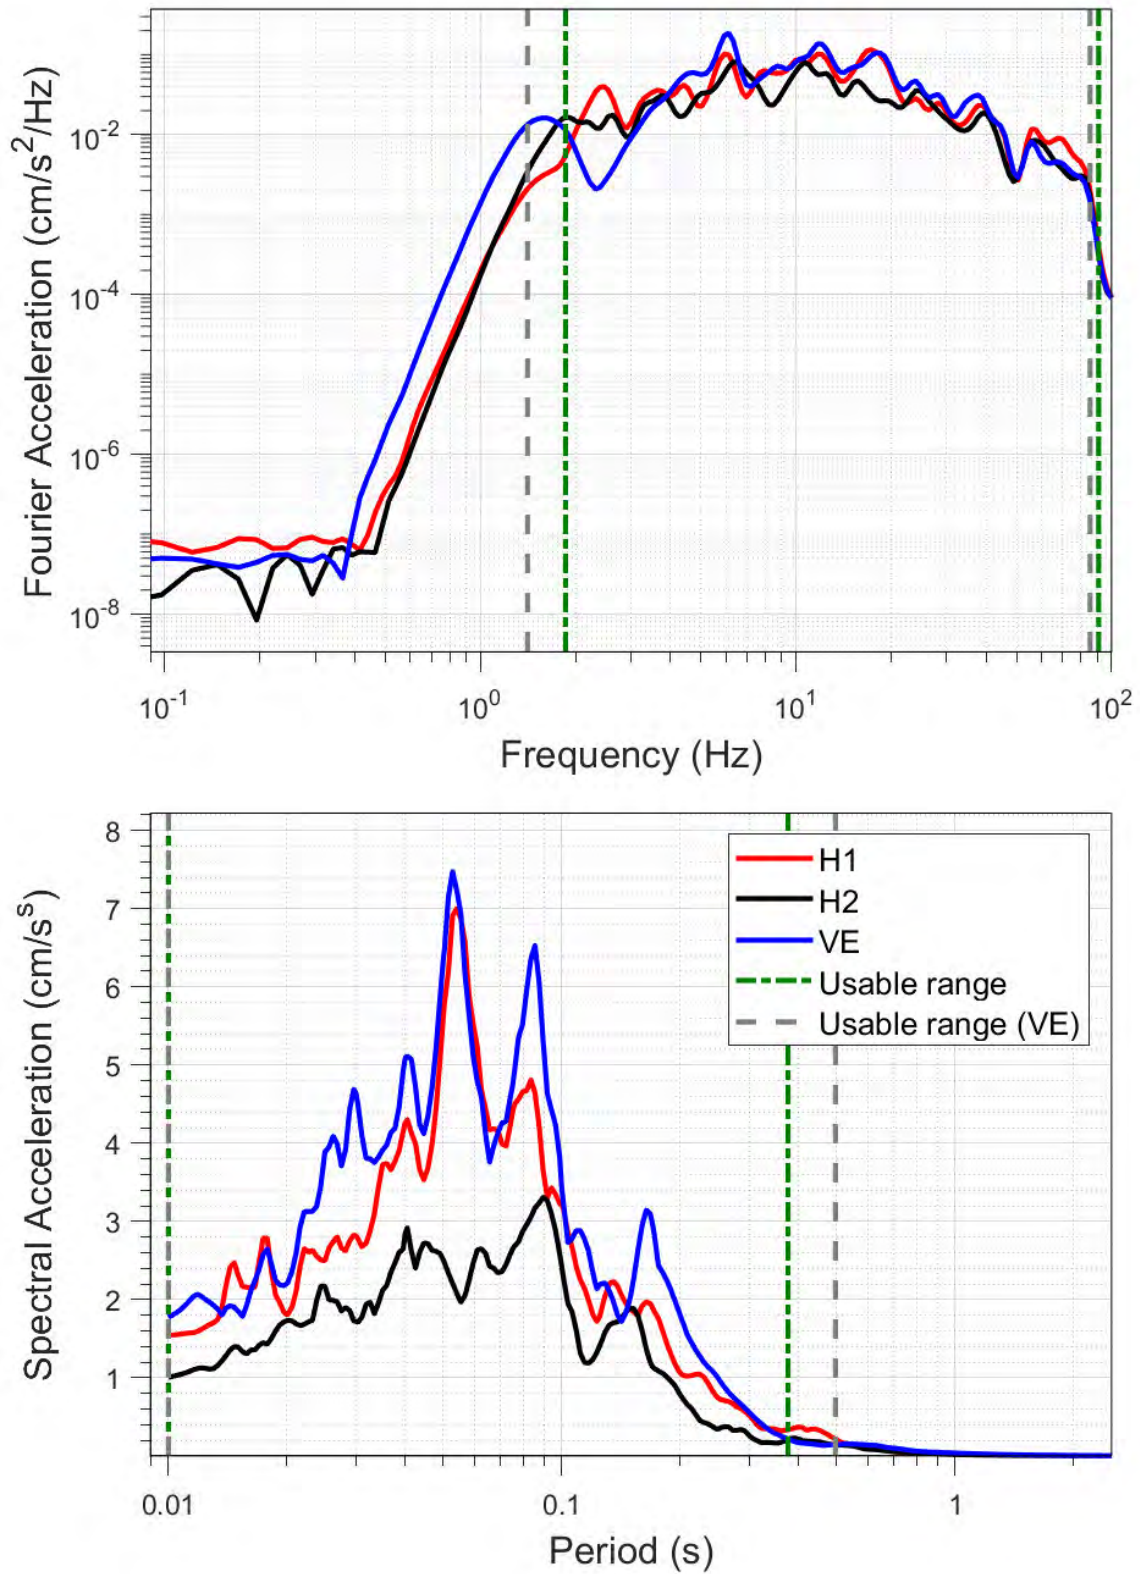 Fourier Acceleration (cm/s²/Hz)
10⁻²
10⁻⁴
10⁻⁶
10⁻⁸
10⁻¹ 10⁰ 10¹ 10²
Frequency (Hz)
Spectral Acceleration (cm/sˢ)
8
7
6
5
4
3
2
1
H1
H2
VE
Usable range
Usable range (VE)
0.01 0.1 1
Period (s)